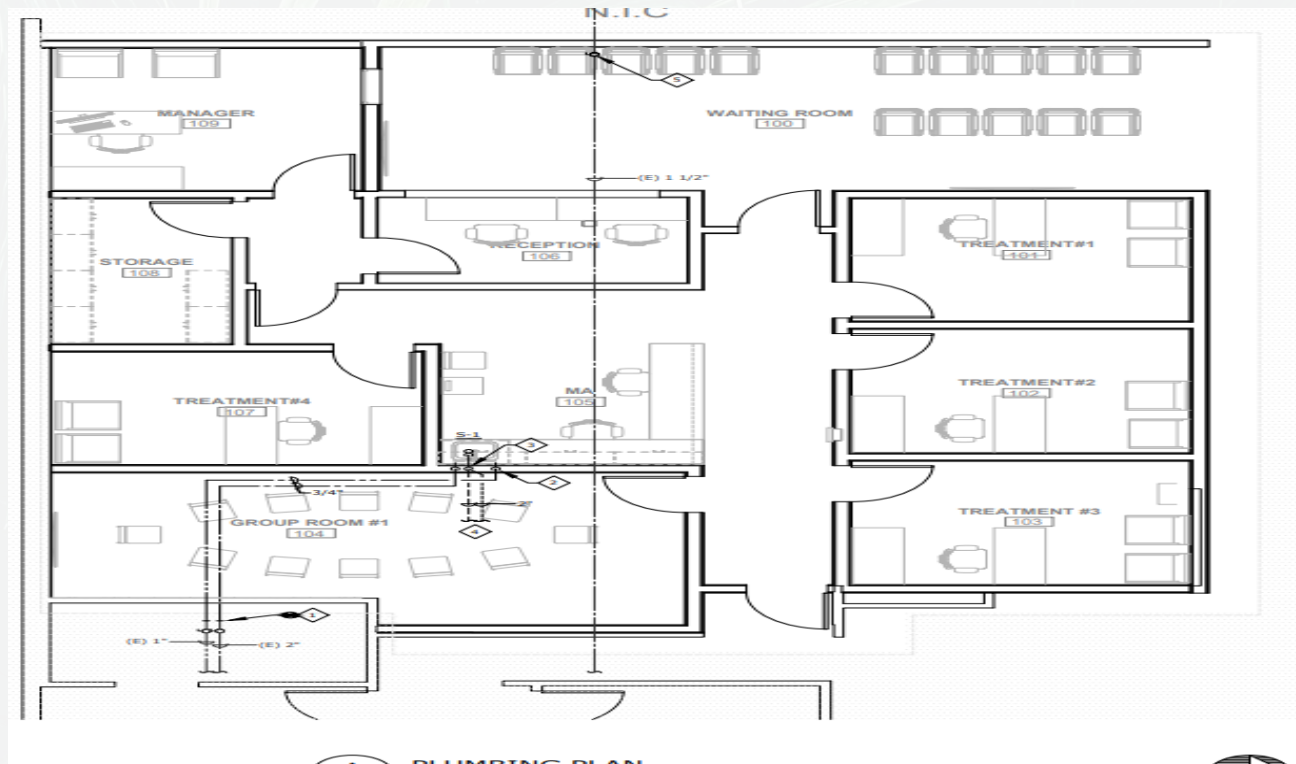 N.I.C
5
MANAGER
109
WAITING ROOM
100
(E) 1 1/2"
RECEPTION
106
TREATMENT#1
101
STORAGE
108
TREATMENT#2
102
MA
105
TREATMENT#4
107
S-1
3
2
3/4"
2"
TREATMENT #3
103
GROUP ROOM #1
104
4
1
(E) 1"
(E) 2"
PLUMBING PLAN